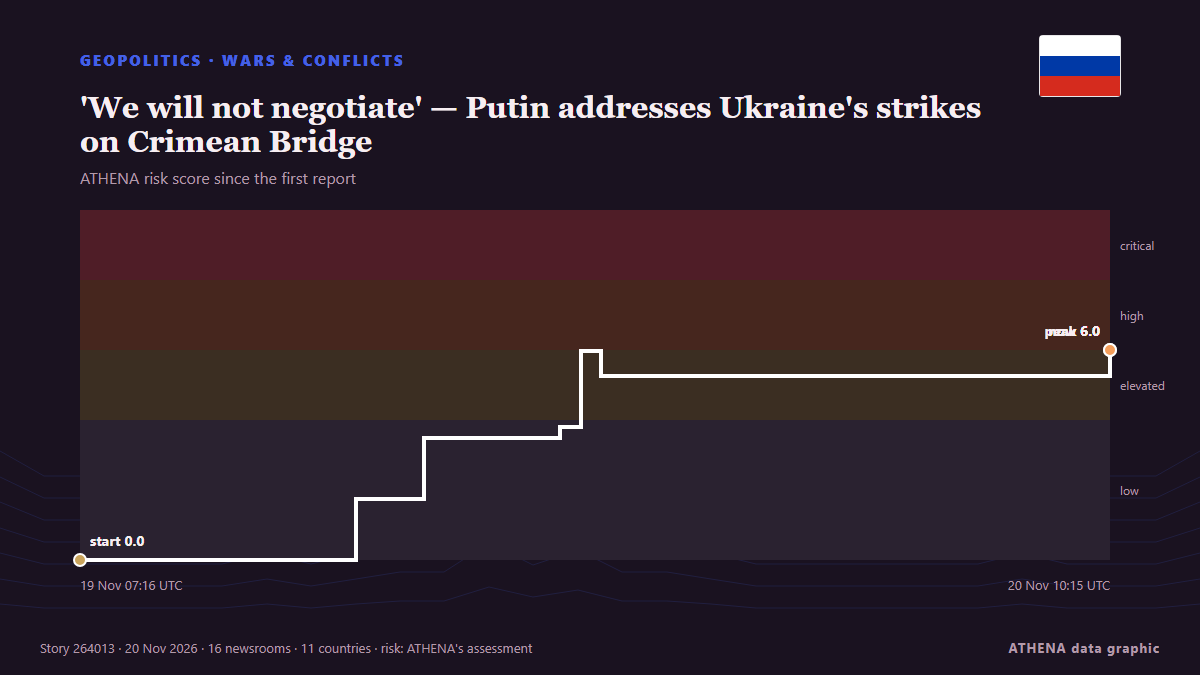 GEOPOLITICS · WARS & CONFLICTS
'We will not negotiate' — Putin addresses Ukraine's strikes
on Crimean Bridge
ATHENA risk score since the first report
critical
high
peak 6.0
elevated
low
start 0.0
19 Nov 07:16 UTC
20 Nov 10:15 UTC
Story 264013 · 20 Nov 2026 · 16 newsrooms · 11 countries · risk: ATHENA's assessment
ATHENA data graphic